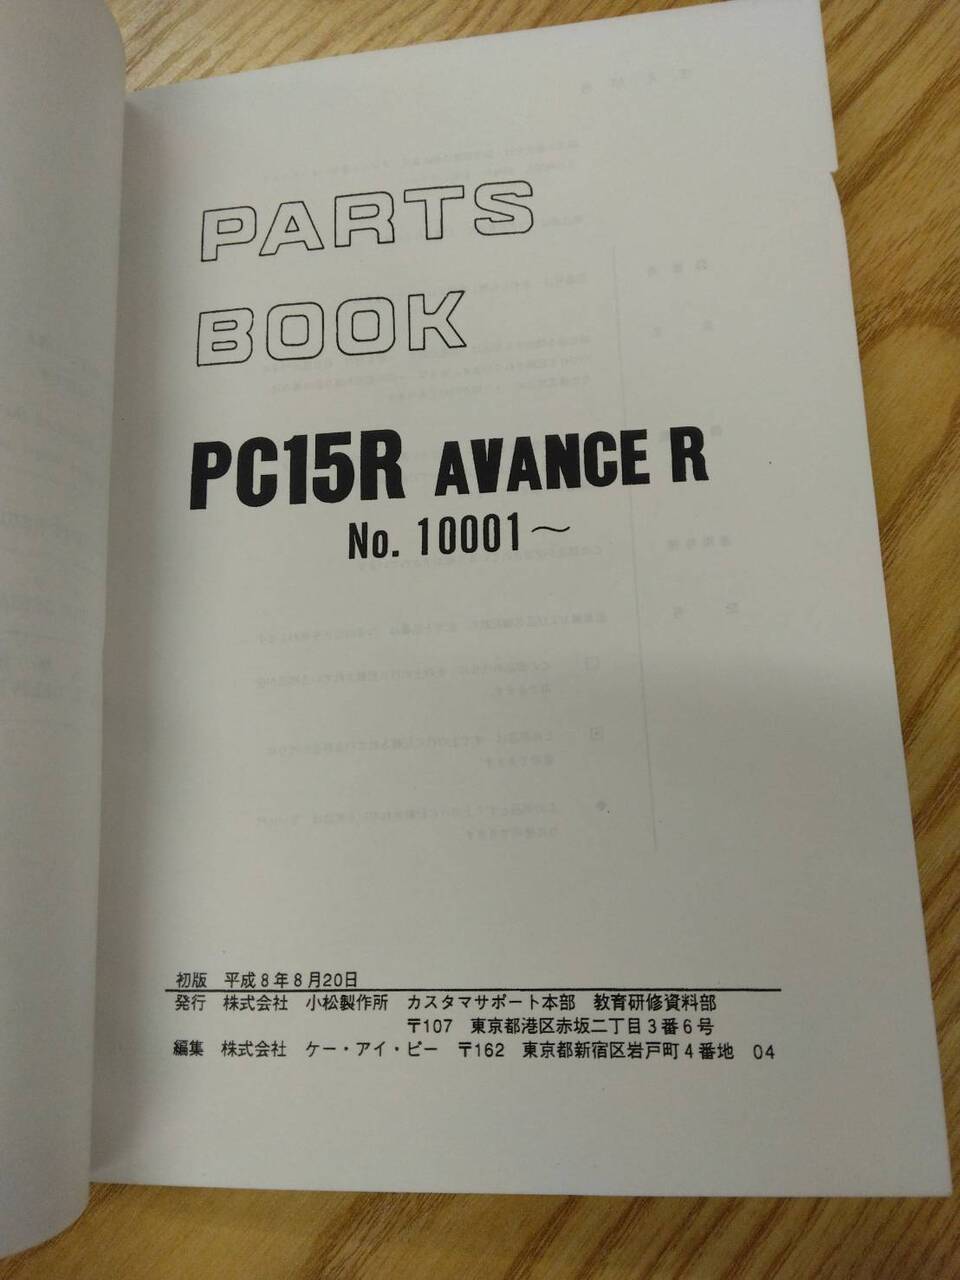 PARTS
BOOK
PC15R AVANCE R
No. 10001~
初版 平成8年8月20日
発行 株式会社 小松製作所 カスタマサポート本部 教育研修資料部
〒107 東京都港区赤坂二丁目3番6号
編集 株式会社 ケー・アイ・ピー 〒162 東京都新宿区岩戸町4番地 04